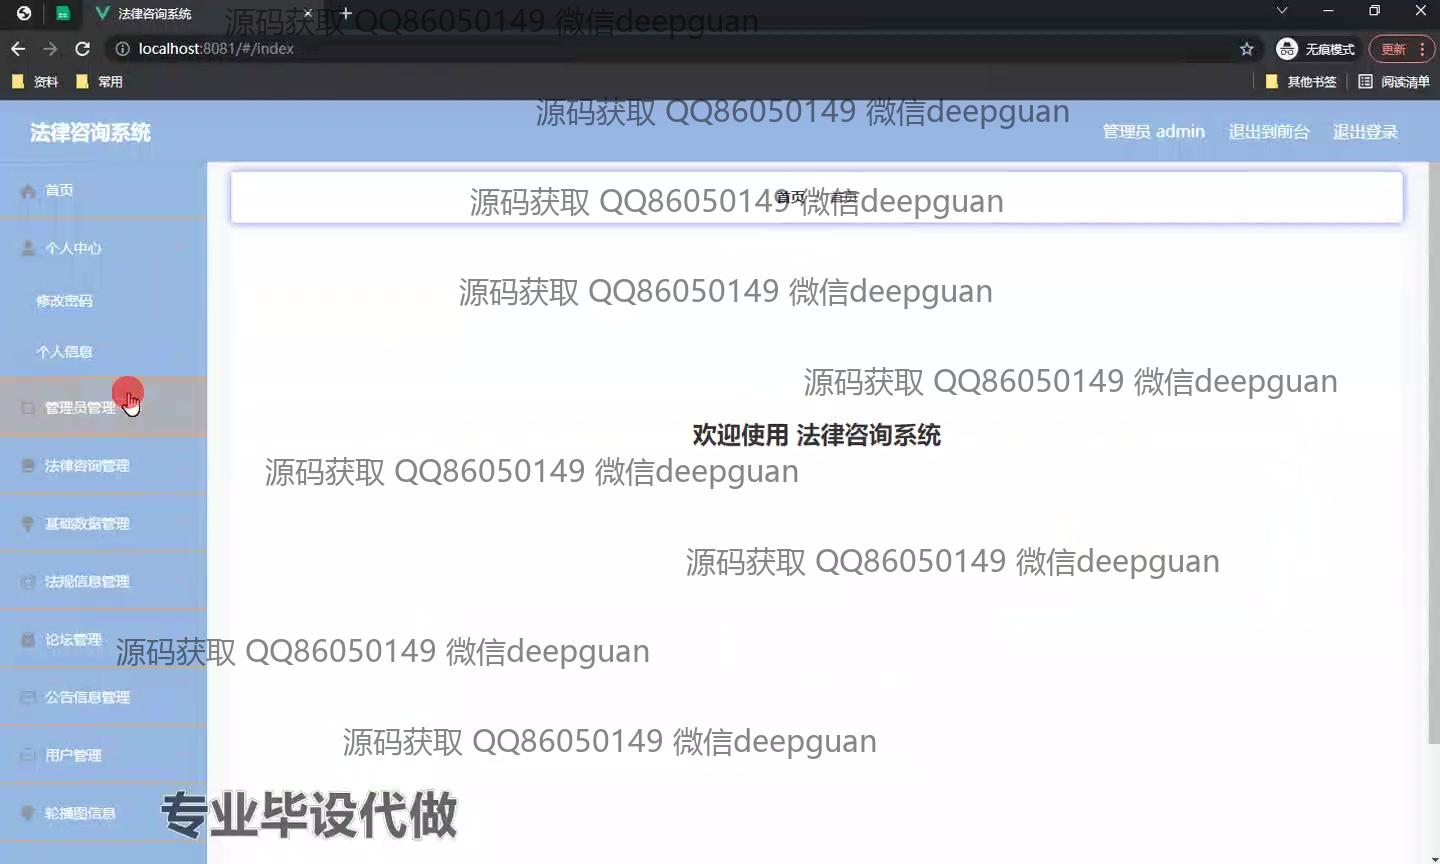 法律咨询系统
源码获取 QQ86050149 微信deepguan
localhost:8081/#/index
无痕模式
更新
资料
常用
其他书签
阅读清单
源码获取 QQ86050149 微信deepguan
法律咨询系统
管理员 admin
退出到前台
退出登录
首页
首页 首页
源码获取 QQ86050149 微信deepguan
个人中心
修改密码
源码获取 QQ86050149 微信deepguan
个人信息
源码获取 QQ86050149 微信deepguan
管理员管理
欢迎使用 法律咨询系统
法律咨询管理
源码获取 QQ86050149 微信deepguan
基础数据管理
源码获取 QQ86050149 微信deepguan
法规信息管理
论坛管理
源码获取 QQ86050149 微信deepguan
公告信息管理
源码获取 QQ86050149 微信deepguan
用户管理
轮播图信息
专业毕设代做